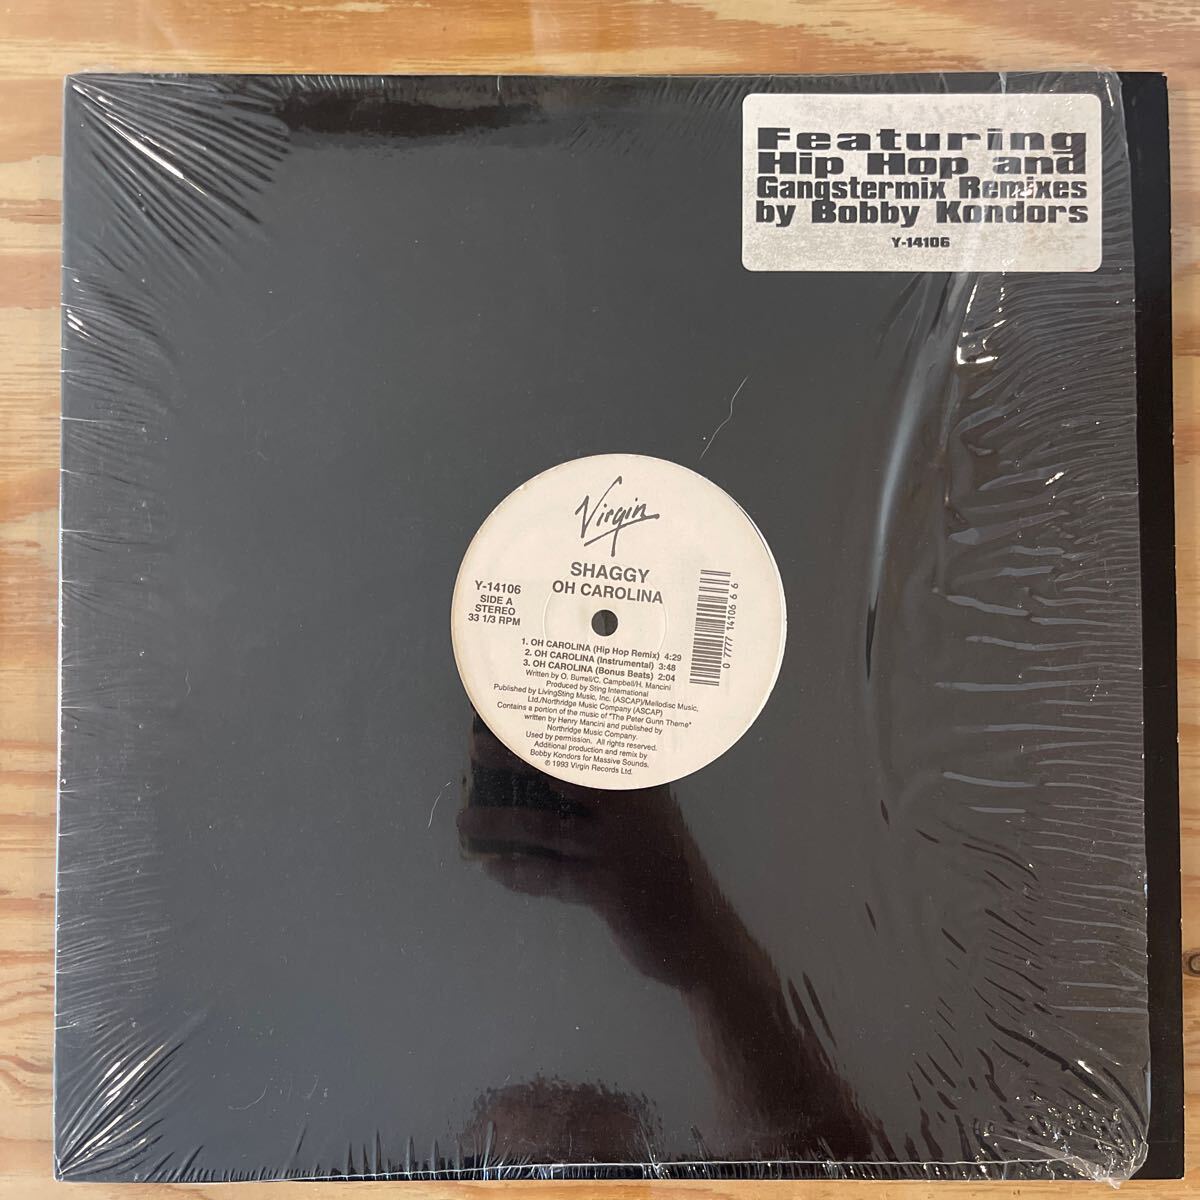 Featuring
Hip Hop and
Gangstermix Remixes
by Bobby Kondors
Y-14106
Virgin
SHAGGY
OH CAROLINA
Y-14106
SIDE A
STEREO
33 1/3 RPM
1. OH CAROLINA (Hip Hop Remix) 4:29
2. OH CAROLINA (Instrumental) 3:48
3. OH CAROLINA (Bonus Beats) 2:04
Written by O. Burrell/C. Campbell/H. Mancini
Produced by Sting International
Published by LivingSting Music, Inc. (ASCAP)/Mellodisc Music,
Ltd./Northridge Music Company (ASCAP)
Contains a portion of the music of "The Peter Gunn Theme"
written by Henry Mancini and published by
Northridge Music Company.
Used by permission. All rights reserved.
Additional production and remix by
Bobby Kondors for Massive Sounds.
℗ 1993 Virgin Records Ltd.
0 7777 14106 6 6